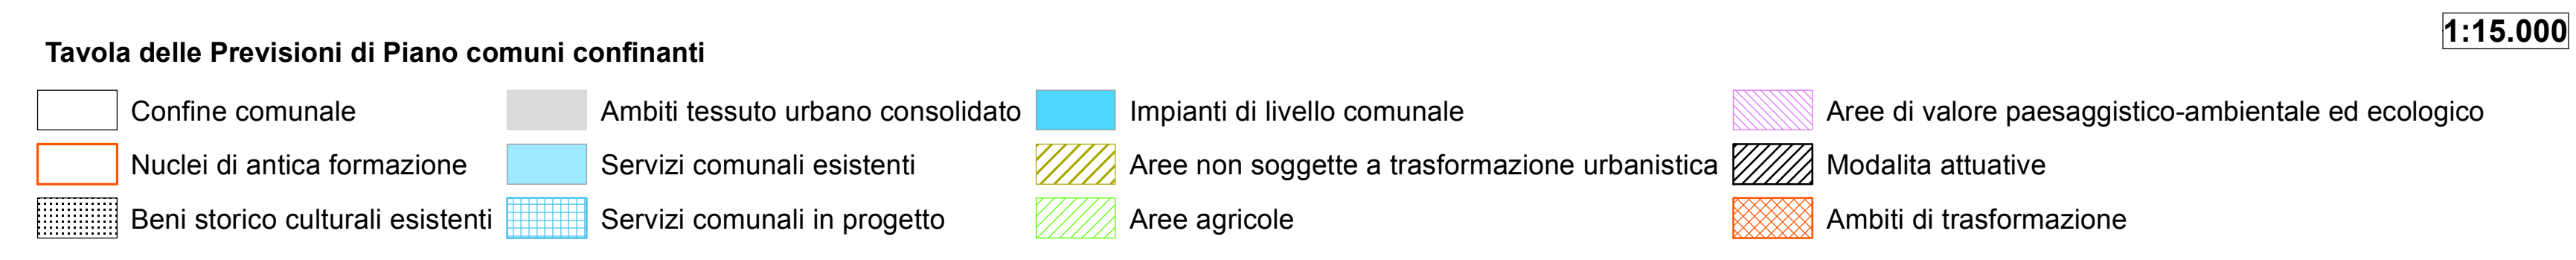 1:15.000
Tavola delle Previsioni di Piano comuni confinanti
Confine comunale
Nuclei di antica formazione
Beni storico culturali esistenti
Ambiti tessuto urbano consolidato
Servizi comunali esistenti
Servizi comunali in progetto
Impianti di livello comunale
Aree non soggette a trasformazione urbanistica
Aree agricole
Aree di valore paesaggistico-ambientale ed ecologico
Modalita attuative
Ambiti di trasformazione